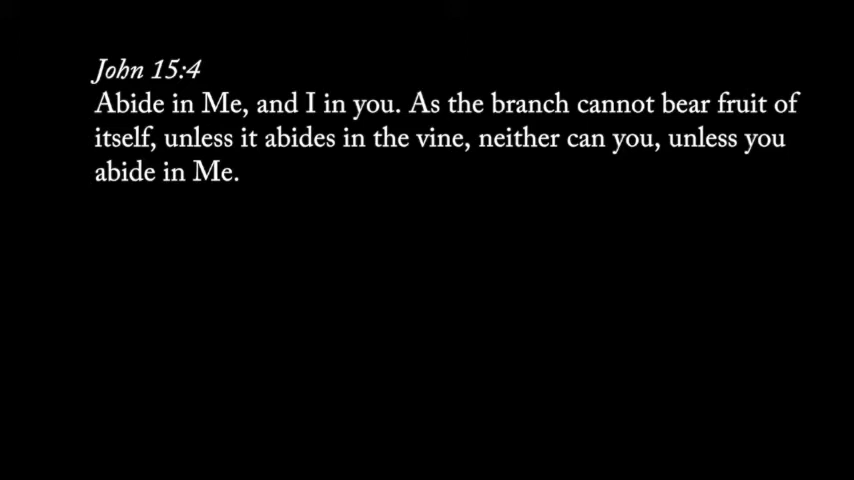 John 15:4
Abide in Me, and I in you. As the branch cannot bear fruit of
itself, unless it abides in the vine, neither can you, unless you
abide in Me.